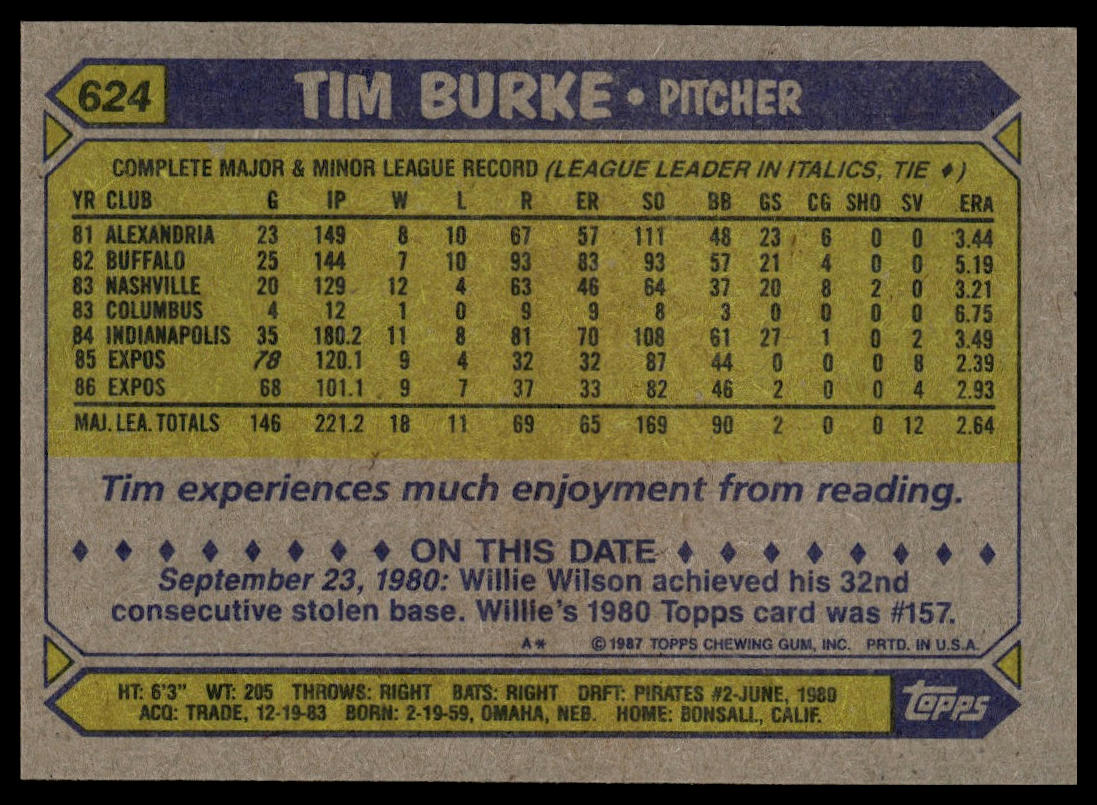 624 TIM BURKE • PITCHER
COMPLETE MAJOR & MINOR LEAGUE RECORD (LEAGUE LEADER IN ITALICS, TIE ♦)
YR CLUB G IP W L R ER SO BB GS CG SHO SV ERA
81 ALEXANDRIA 23 149 8 10 67 57 111 48 23 6 0 0 3.44
82 BUFFALO 25 144 7 10 93 83 93 57 21 4 0 0 5.19
83 NASHVILLE 20 129 12 4 63 46 64 37 20 8 2 0 3.21
83 COLUMBUS 4 12 1 0 9 9 8 3 0 0 0 0 6.75
84 INDIANAPOLIS 35 180.2 11 8 81 70 108 61 27 1 0 2 3.49
85 EXPOS 78 120.1 9 4 32 32 87 44 0 0 0 8 2.39
86 EXPOS 68 101.1 9 7 37 33 82 46 2 0 0 4 2.93
MAJ. LEA. TOTALS 146 221.2 18 11 69 65 169 90 2 0 0 12 2.64
Tim experiences much enjoyment from reading.
♦ ♦ ♦ ♦ ♦ ♦ ♦ ♦ ON THIS DATE ♦ ♦ ♦ ♦ ♦ ♦ ♦ ♦
September 23, 1980: Willie Wilson achieved his 32nd
consecutive stolen base. Willie's 1980 Topps card was #157.
A* © 1987 TOPPS CHEWING GUM, INC. PRTD. IN U.S.A.
HT: 6'3" WT: 205 THROWS: RIGHT BATS: RIGHT DRFT: PIRATES #2-JUNE, 1980
ACQ: TRADE, 12-19-83 BORN: 2-19-59, OMAHA, NEB. HOME: BONSALL, CALIF.
topps